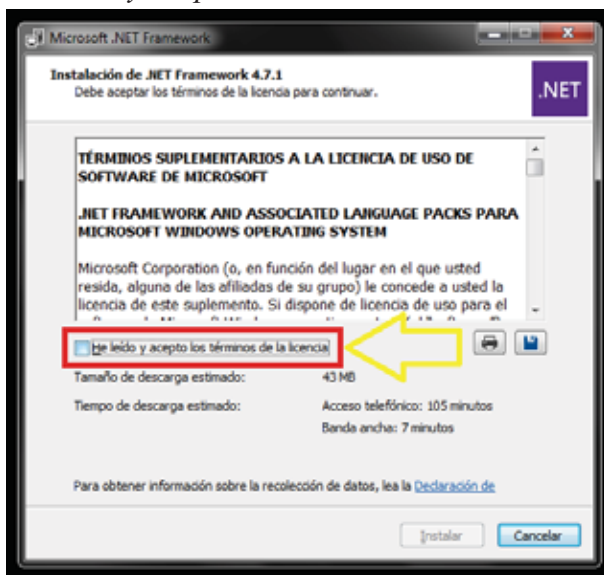 Microsoft .NET Framework
Instalación de .NET Framework 4.7.1
Debe aceptar los términos de la licencia para continuar.
.NET
TÉRMINOS SUPLEMENTARIOS A LA LICENCIA DE USO DE
SOFTWARE DE MICROSOFT
.NET FRAMEWORK AND ASSOCIATED LANGUAGE PACKS PARA
MICROSOFT WINDOWS OPERATING SYSTEM
Microsoft Corporation (o, en función del lugar en el que usted
resida, alguna de las afiliadas de su grupo) le concede a usted la
licencia de este suplemento. Si dispone de licencia de uso para el
He leído y acepto los términos de la licencia
Tamaño de descarga estimado: 43 MB
Tiempo de descarga estimado: Acceso telefónico: 105 minutos
Banda ancha: 7 minutos
Para obtener información sobre la recolección de datos, lea la Declaración de
Instalar Cancelar